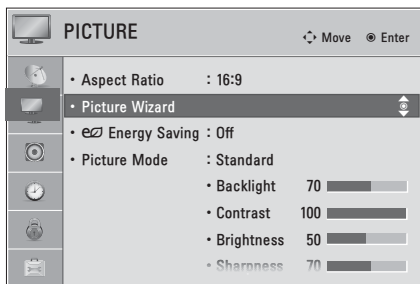 PICTURE
Move Enter
• Aspect Ratio : 16:9
• Picture Wizard
• eco Energy Saving : Off
• Picture Mode : Standard
• Backlight 70
• Contrast 100
• Brightness 50
• Sharpness 70